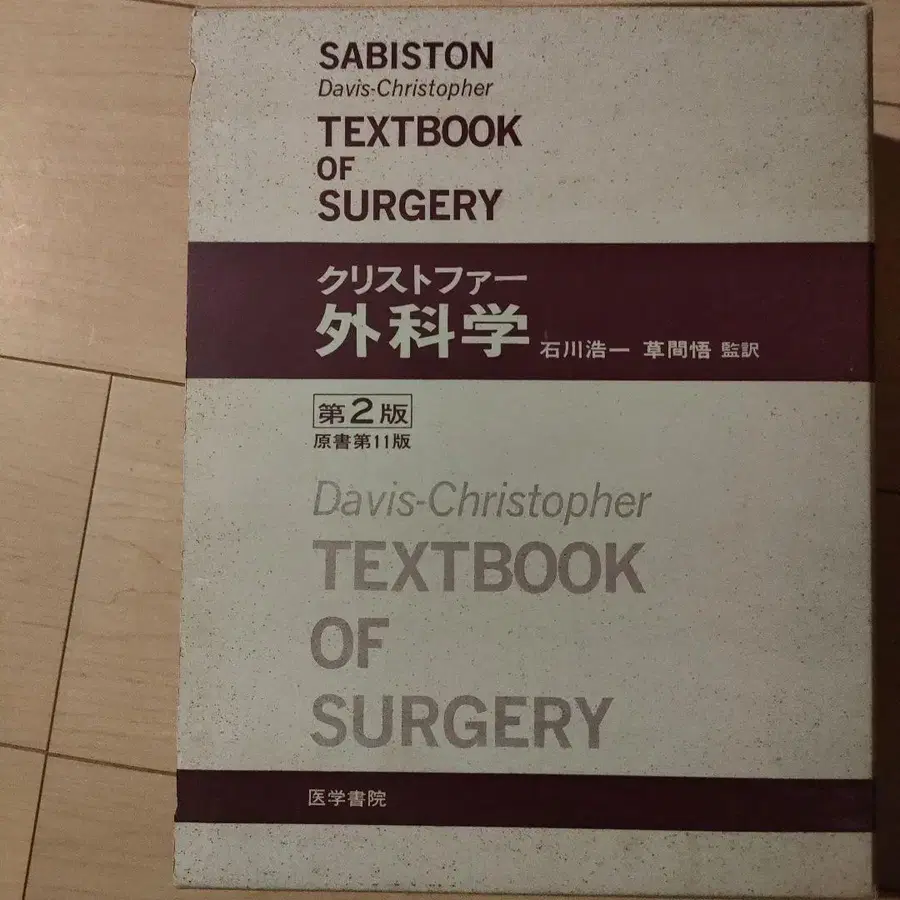 SABISTON
Davis-Christopher
TEXTBOOK
OF
SURGERY
クリストファー
外科学 石川浩一 草間悟 監訳
第2版
原書第11版
Davis-Christopher
TEXTBOOK
OF
SURGERY
医学書院